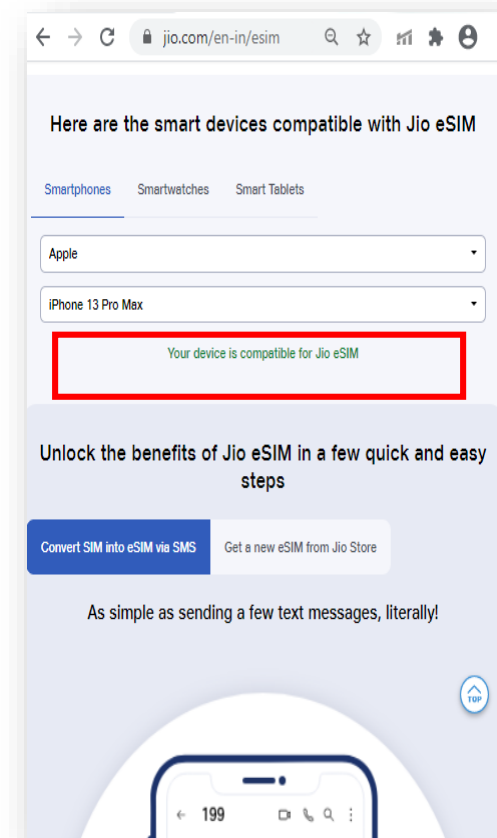 jio.com/en-in/esim
Here are the smart devices compatible with Jio eSIM
Smartphones Smartwatches Smart Tablets
Apple
iPhone 13 Pro Max
Your device is compatible for Jio eSIM
Unlock the benefits of Jio eSIM in a few quick and easy
steps
Convert SIM into eSIM via SMS Get a new eSIM from Jio Store
As simple as sending a few text messages, literally!
TOP
199